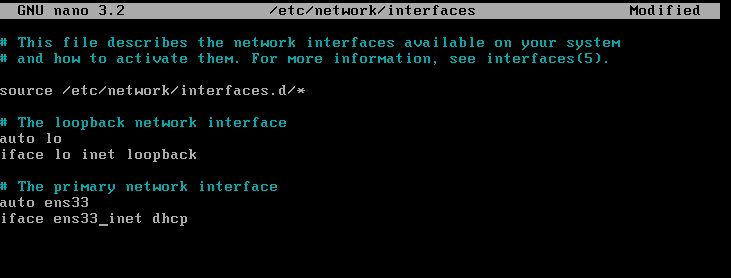 GNU nano 3.2 /etc/network/interfaces Modified
# This file describes the network interfaces available on your system
# and how to activate them. For more information, see interfaces(5).
source /etc/network/interfaces.d/*
# The loopback network interface
auto lo
iface lo inet loopback
# The primary network interface
auto ens33
iface ens33_inet dhcp